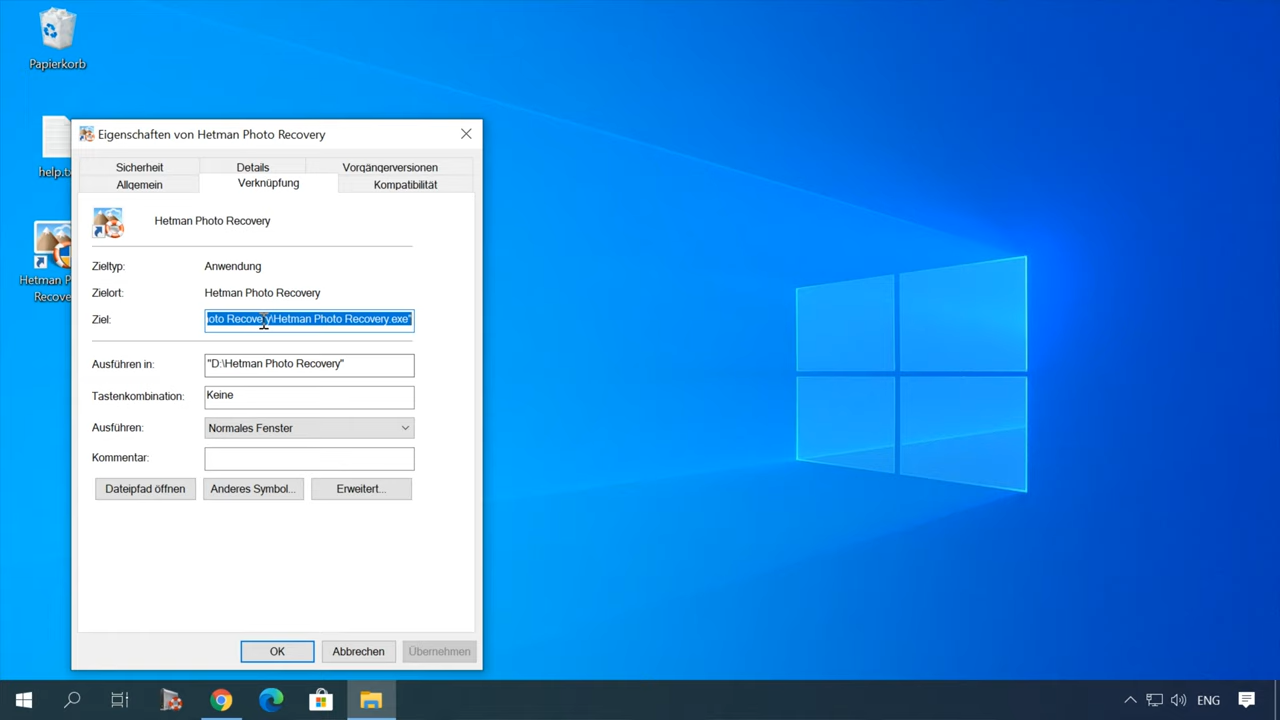 Papierkorb
help.tx
Hetman P
Recove
Eigenschaften von Hetman Photo Recovery
Sicherheit Details Vorgängerversionen
Allgemein Verknüpfung Kompatibilität
Hetman Photo Recovery
Zieltyp: Anwendung
Zielort: Hetman Photo Recovery
Ziel: oto Recovery\Hetman Photo Recovery.exe"
Ausführen in: "D:\Hetman Photo Recovery"
Tastenkombination: Keine
Ausführen: Normales Fenster
Kommentar:
Dateipfad öffnen Anderes Symbol... Erweitert...
OK Abbrechen Übernehmen
ENG